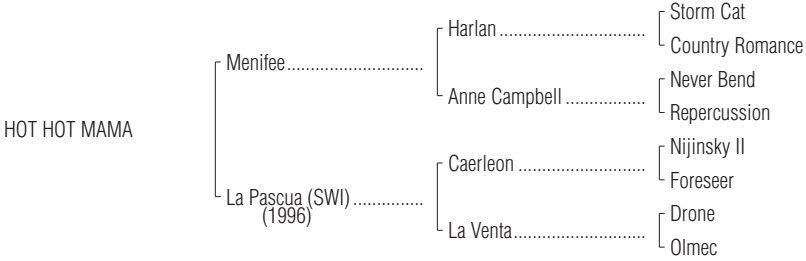 Storm Cat
Harlan
Country Romance
Menifee
Never Bend
Anne Campbell
Repercussion
HOT HOT MAMA
Nijinsky II
Caerleon
Foreseer
La Pascua (SWI)
(1996)
Drone
La Venta
Olmec